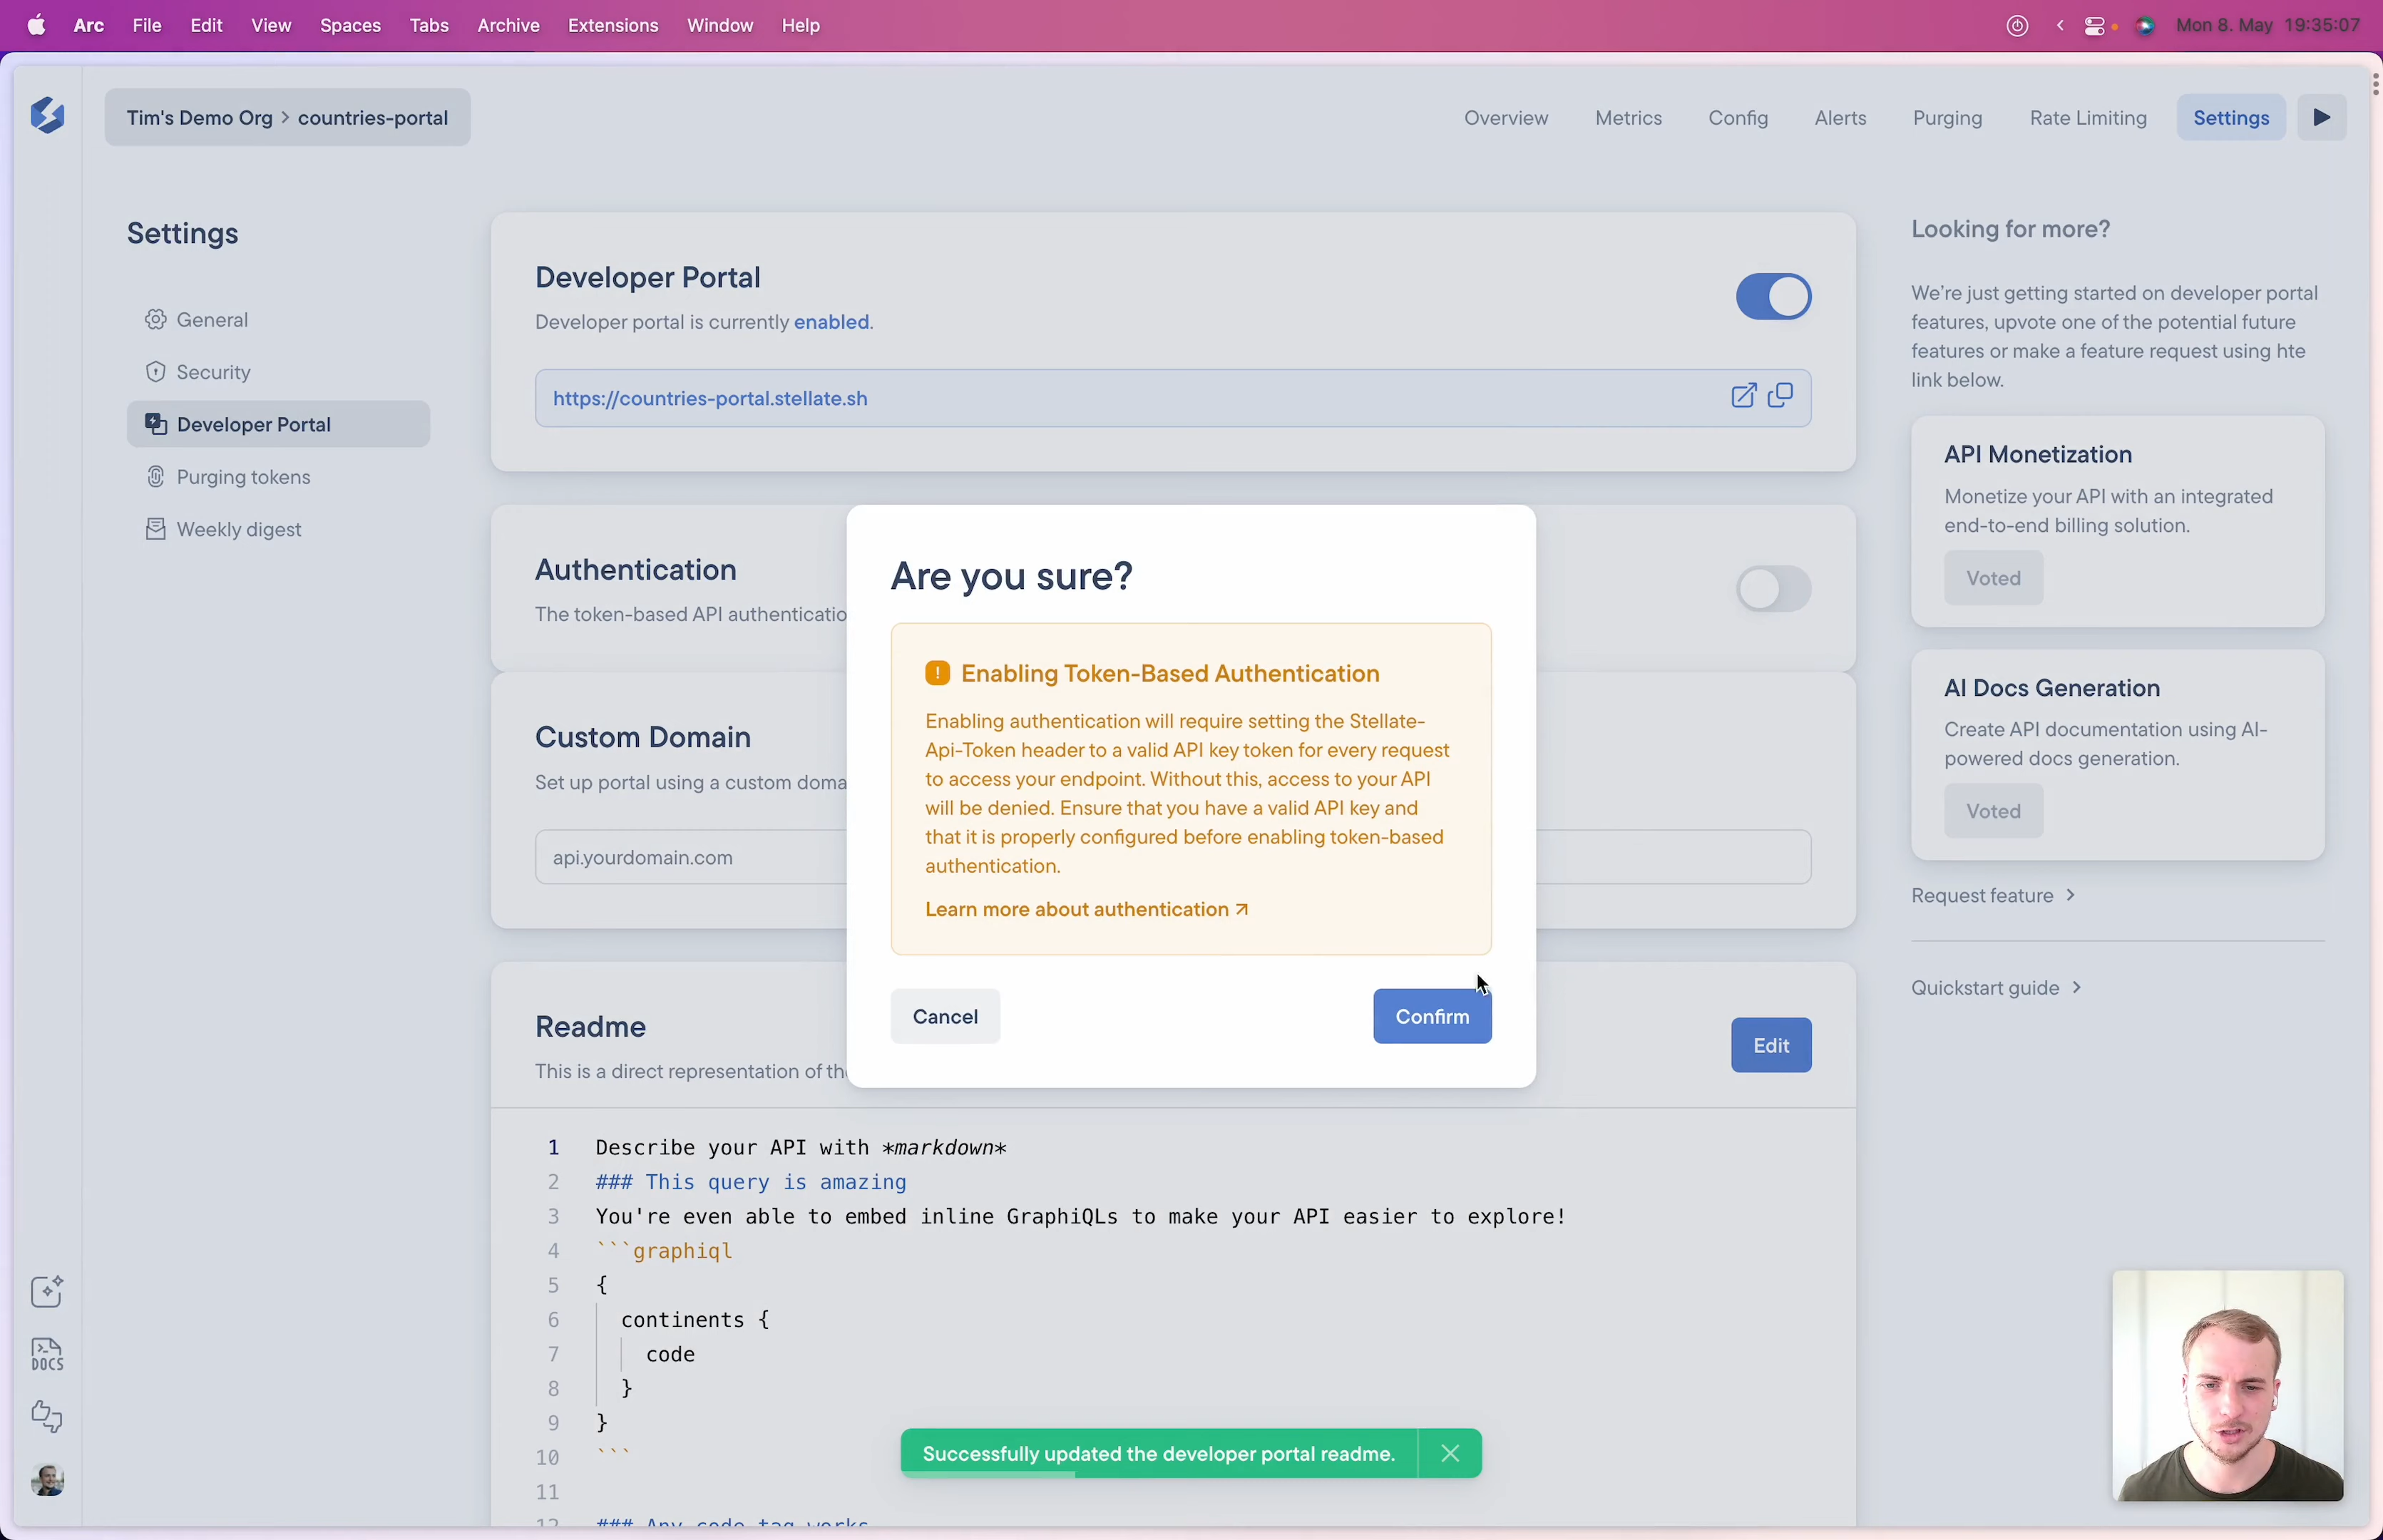 Arc File Edit View Spaces Tabs Archive Extensions Window Help
Mon 8. May 19:35:07
Tim's Demo Org > countries-portal
Overview Metrics Config Alerts Purging Rate Limiting Settings
Settings
General
Security
Developer Portal
Purging tokens
Weekly digest
Developer Portal
Developer portal is currently enabled.
https://countries-portal.stellate.sh
Authentication
The token-based API authenticatio
Custom Domain
Set up portal using a custom doma
api.yourdomain.com
Are you sure?
! Enabling Token-Based Authentication
Enabling authentication will require setting the Stellate-
Api-Token header to a valid API key token for every request
to access your endpoint. Without this, access to your API
will be denied. Ensure that you have a valid API key and
that it is properly configured before enabling token-based
authentication.
Learn more about authentication
Cancel
Confirm
Readme
This is a direct representation of th
Edit
1 Describe your API with *markdown*
2 ### This query is amazing
3 You're even able to embed inline GraphiQLs to make your API easier to explore!
4 ```graphiql
5 {
6 continents {
7 code
8 }
9 }
10 ```
11
12 ### Any code tag works
Successfully updated the developer portal readme.
Looking for more?
We're just getting started on developer portal
features, upvote one of the potential future
features or make a feature request using hte
link below.
API Monetization
Monetize your API with an integrated
end-to-end billing solution.
Voted
AI Docs Generation
Create API documentation using AI-
powered docs generation.
Voted
Request feature >
Quickstart guide >
DOCS